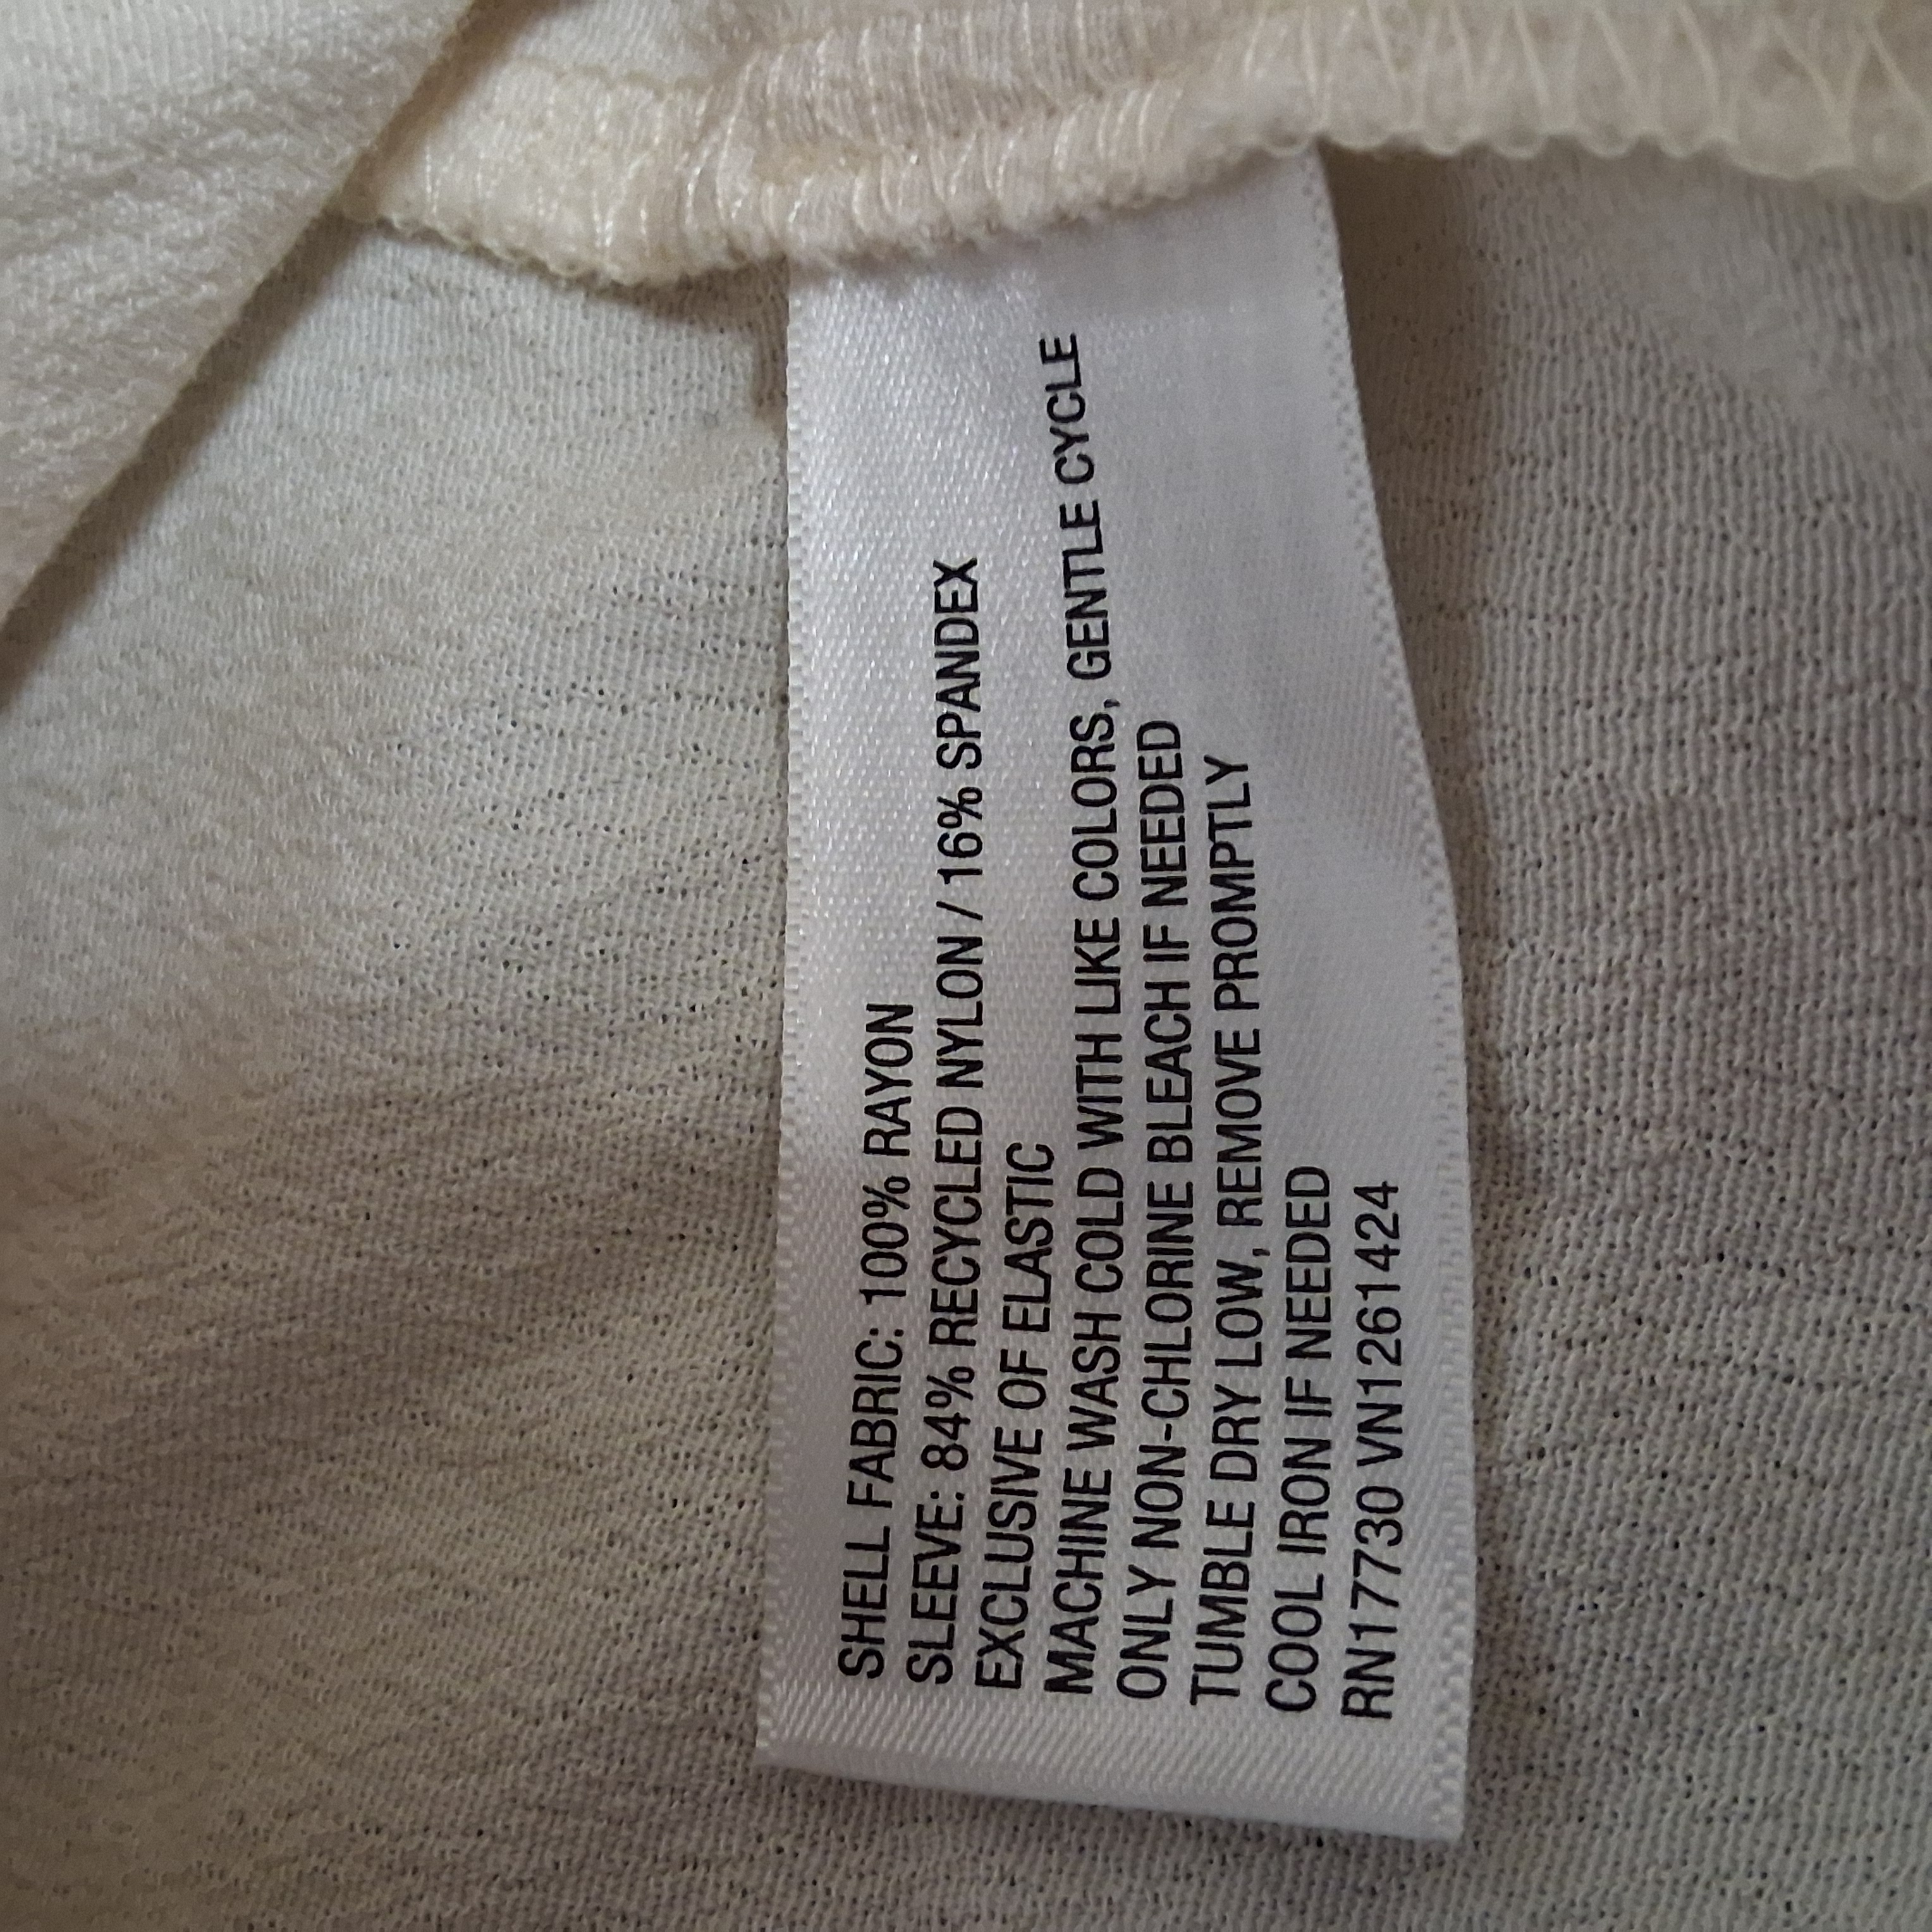 SHELL FABRIC: 100% RAYON
SLEEVE: 84% RECYCLED NYLON / 16% SPANDEX
EXCLUSIVE OF ELASTIC
MACHINE WASH COLD WITH LIKE COLORS, GENTLE CYCLE
ONLY NON-CHLORINE BLEACH IF NEEDED
TUMBLE DRY LOW, REMOVE PROMPTLY
COOL IRON IF NEEDED
RN17730 VN1261424